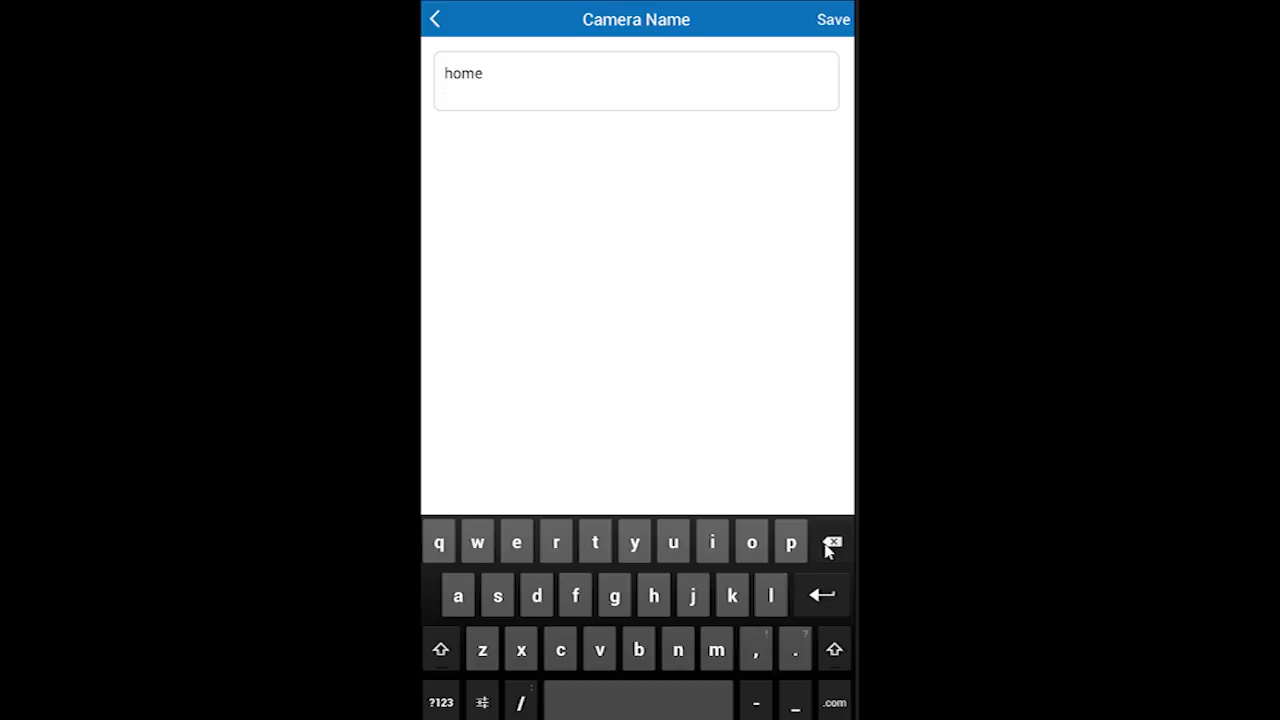 Camera Name Save
home
q w e r t y u i o p
a s d f g h j k l
z x c v b n m , ! . ?
?123 / : - _ .com